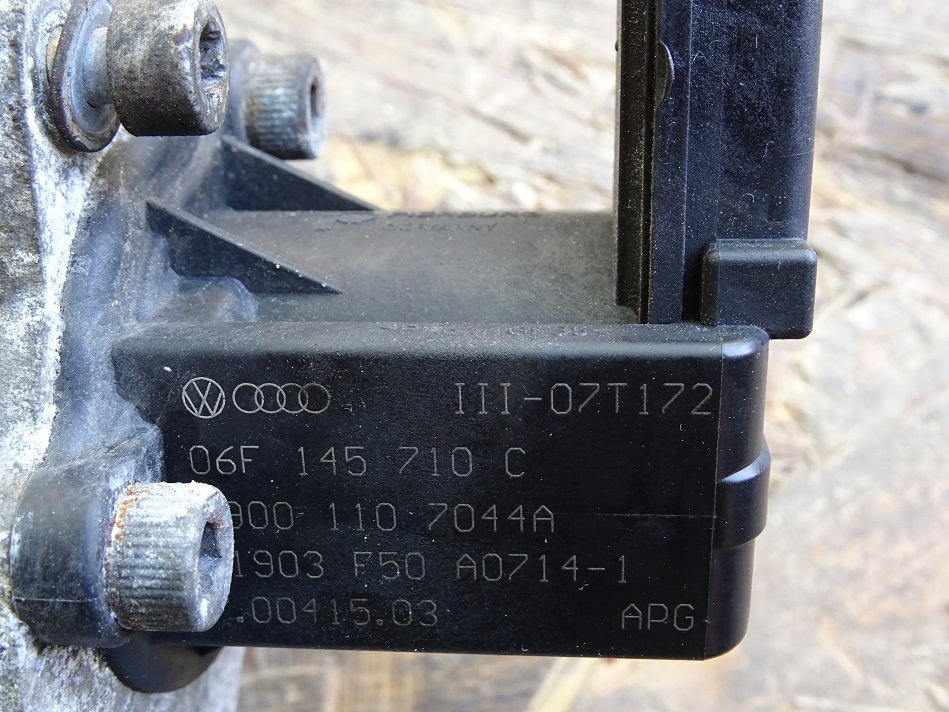 III-07T172
06F 145 710 C
900 110 7044A
1903 F50 A0714-1
.00415.03 APG